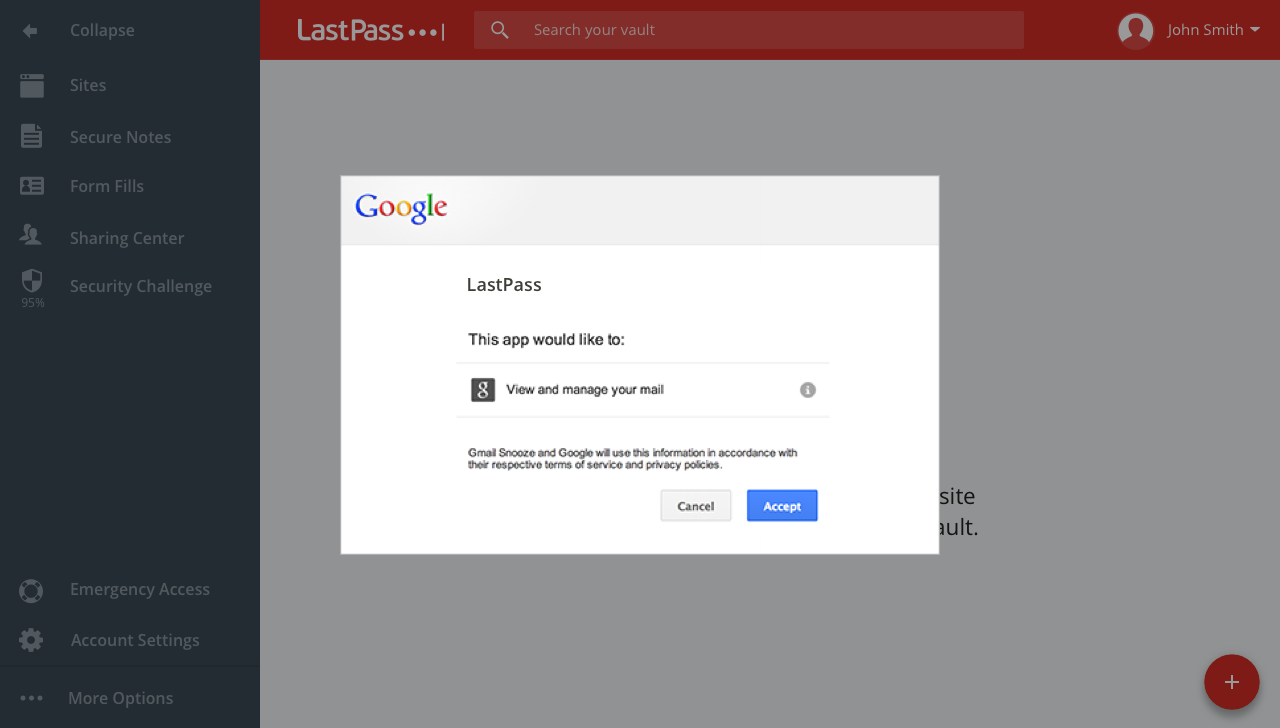 Collapse
LastPass
Search your vault
John Smith
Sites
Secure Notes
Form Fills
Sharing Center
Security Challenge
95%
Google
LastPass
This app would like to:
g View and manage your mail i
Gmail Snooze and Google will use this information in accordance with
their respective terms of service and privacy policies.
Cancel Accept
site
ault.
Emergency Access
Account Settings
More Options